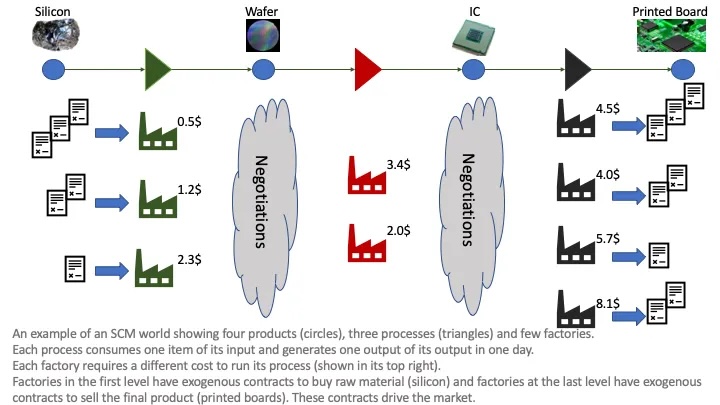 Silicon
Wafer
IC
Printed Board
0.5$
4.5$
Negotiations
Negotiations
3.4$
4.0$
1.2$
2.0$
5.7$
2.3$
8.1$
An example of an SCM world showing four products (circles), three processes (triangles) and few factories.
Each process consumes one item of its input and generates one output of its output in one day.
Each factory requires a different cost to run its process (shown in its top right).
Factories in the first level have exogenous contracts to buy raw material (silicon) and factories at the last level have exogenous
contracts to sell the final product (printed boards). These contracts drive the market.